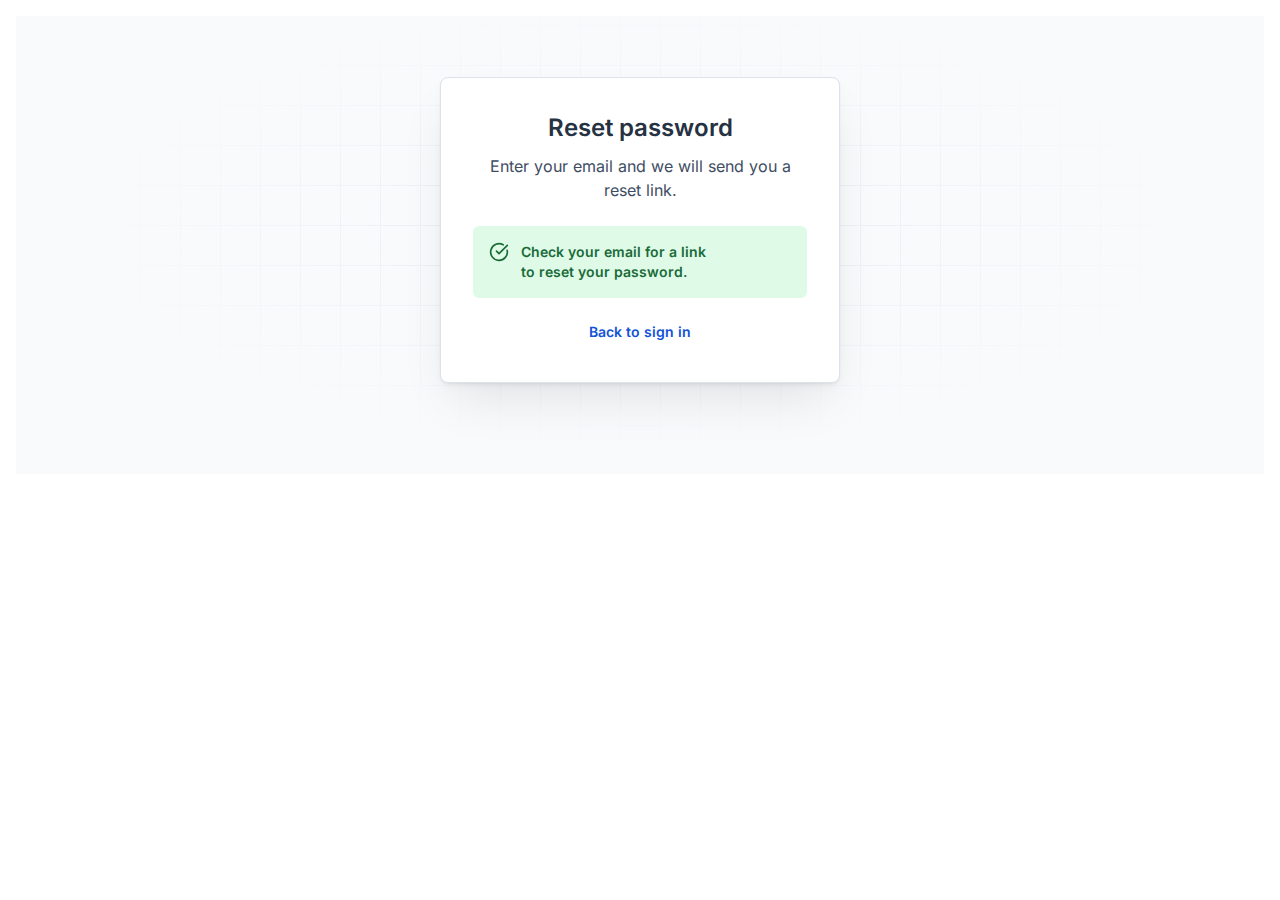 Reset password
Enter your email and we will send you a
reset link.
Check your email for a link
to reset your password.
Back to sign in